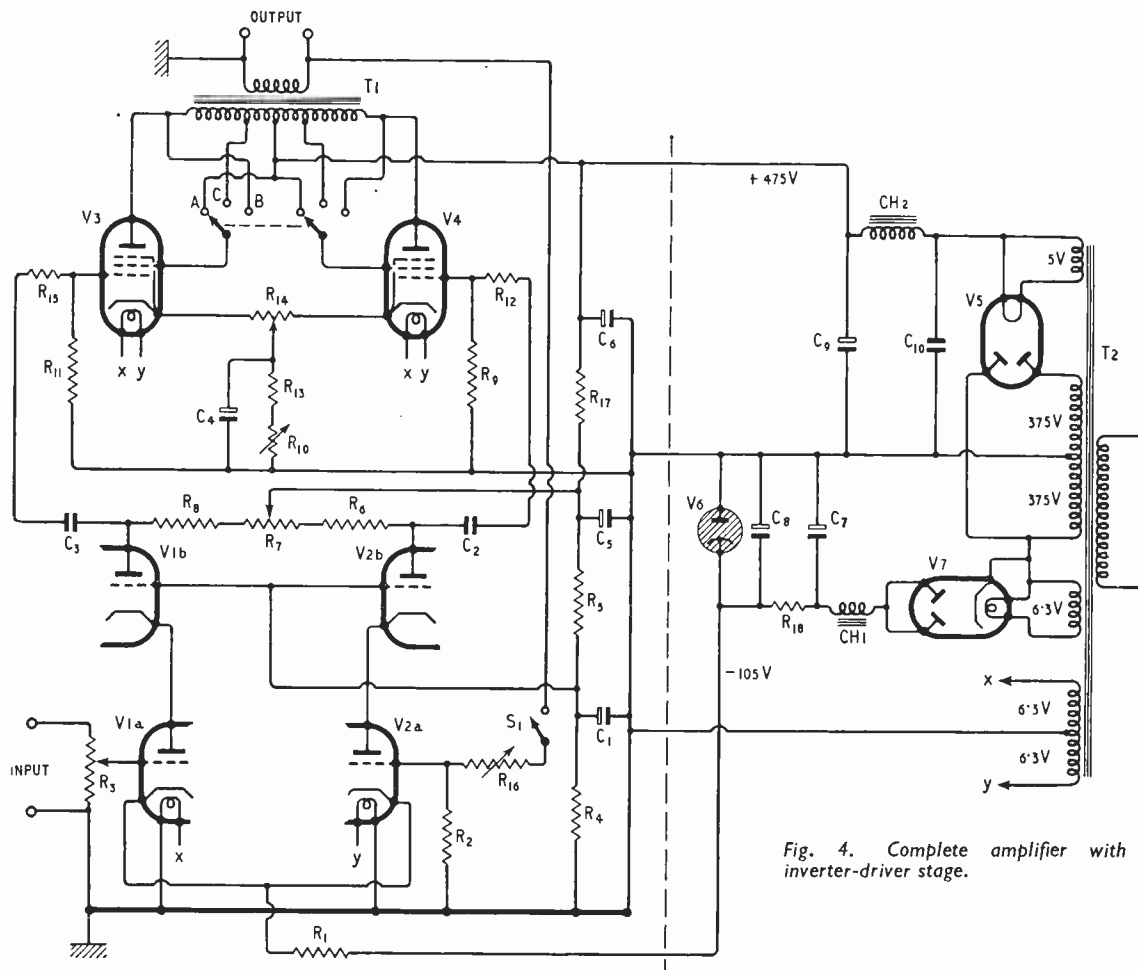 OUTPUT
T1
+ 475V
CH2
5V
V5
A
C
B
V3
V4
R15
R14
R12
C6
C9
C10
T2
x y
x y
R11
R13
R9
R17
375V
C4
R10
375V
R8
R7
R6
C3
C2
C5
V6
C8
C7
V1b
V2b
V7
R5
R18
CH1
6·3V
-105V
x
V1a
V2a
S1
C1
6·3V
6·3V
INPUT
R3
R16
y
x
y
R2
R4
R1
Fig. 4. Complete amplifier with
inverter-driver stage.